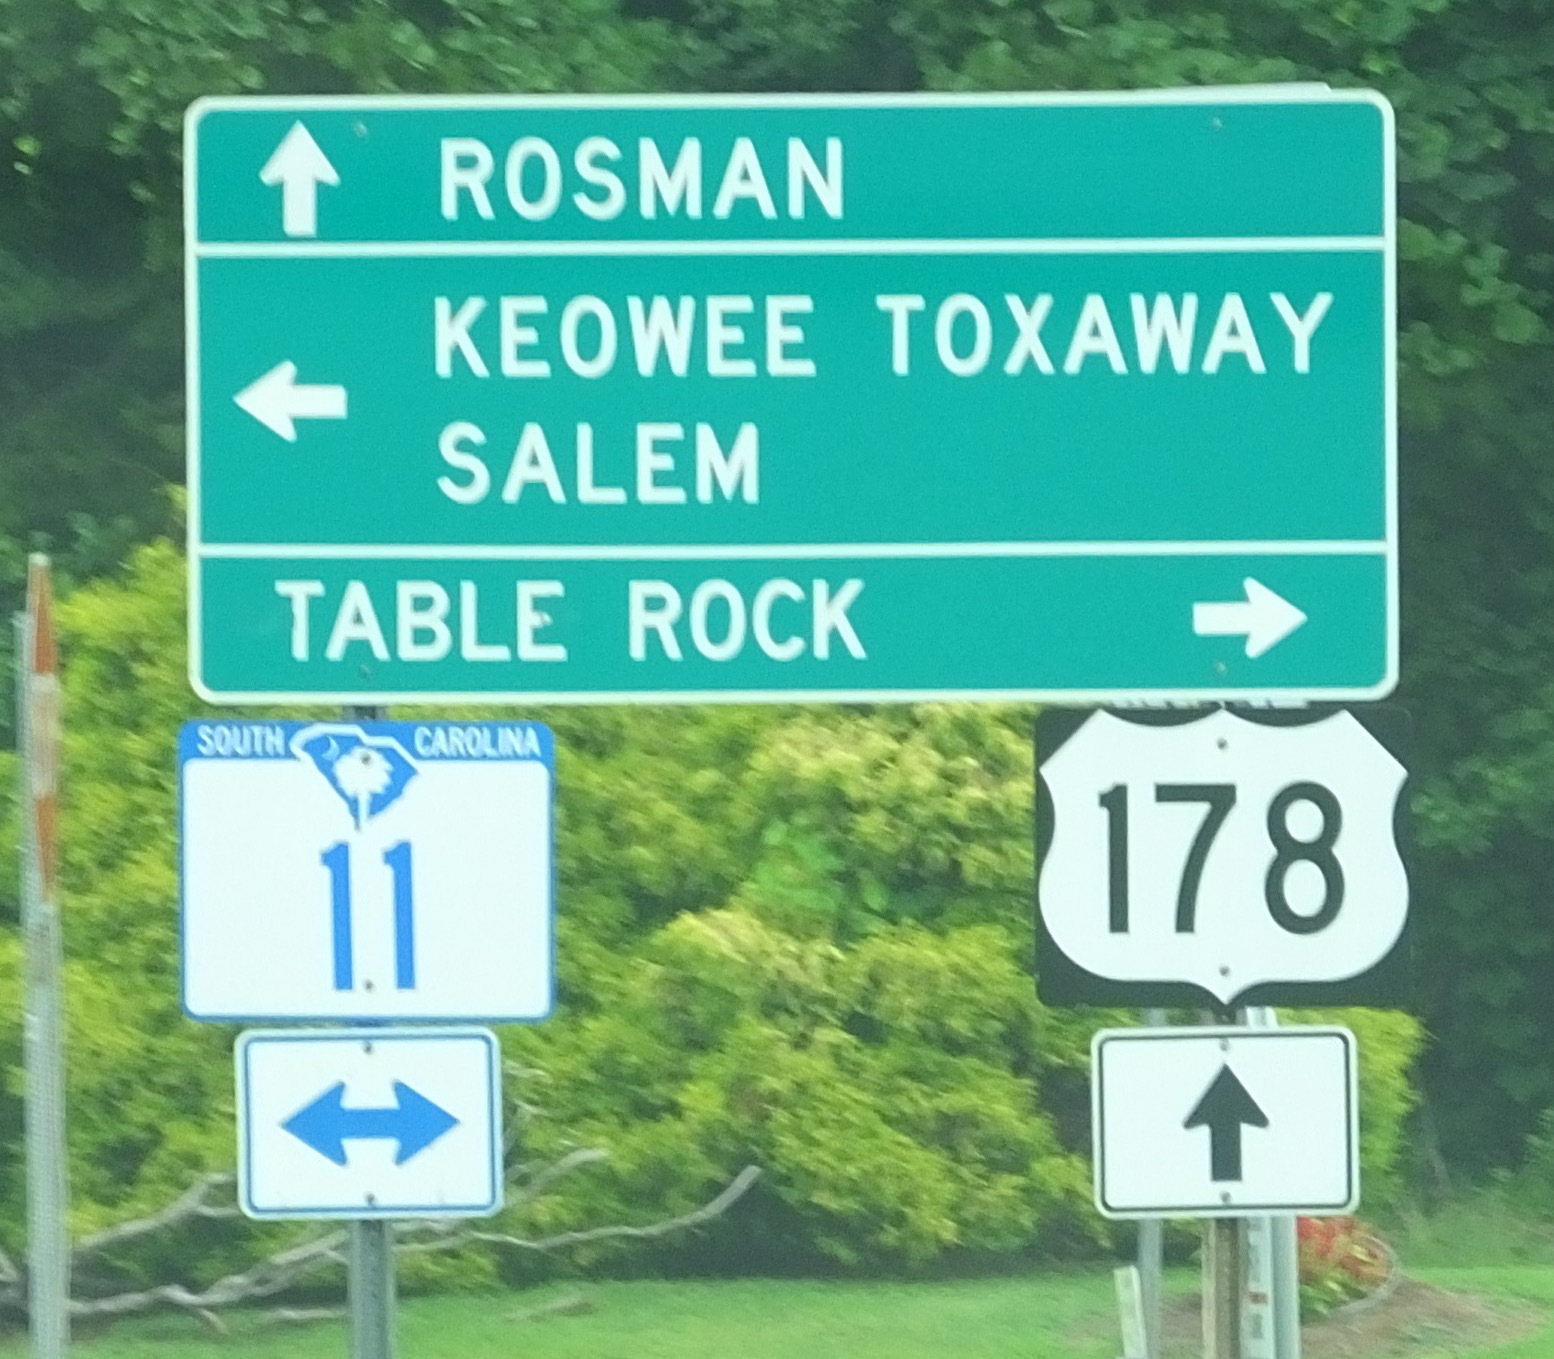 ROSMAN
KEOWEE TOXAWAY
SALEM
TABLE ROCK
SOUTH CAROLINA
11
178